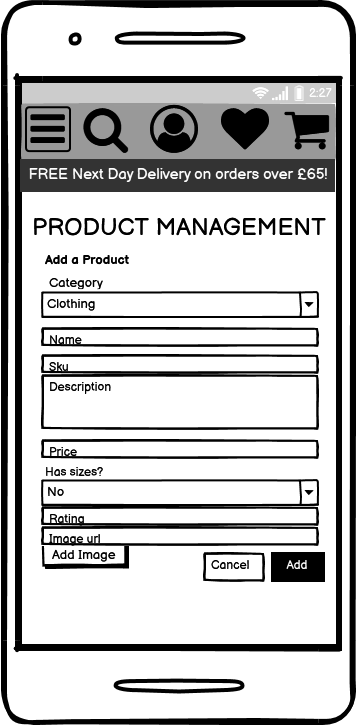 2:27
FREE Next Day Delivery on orders over £65!
PRODUCT MANAGEMENT
Add a Product
Category
Clothing
Name
Sku
Description
Price
Has sizes?
No
Rating
Image url
Add Image
Cancel Add